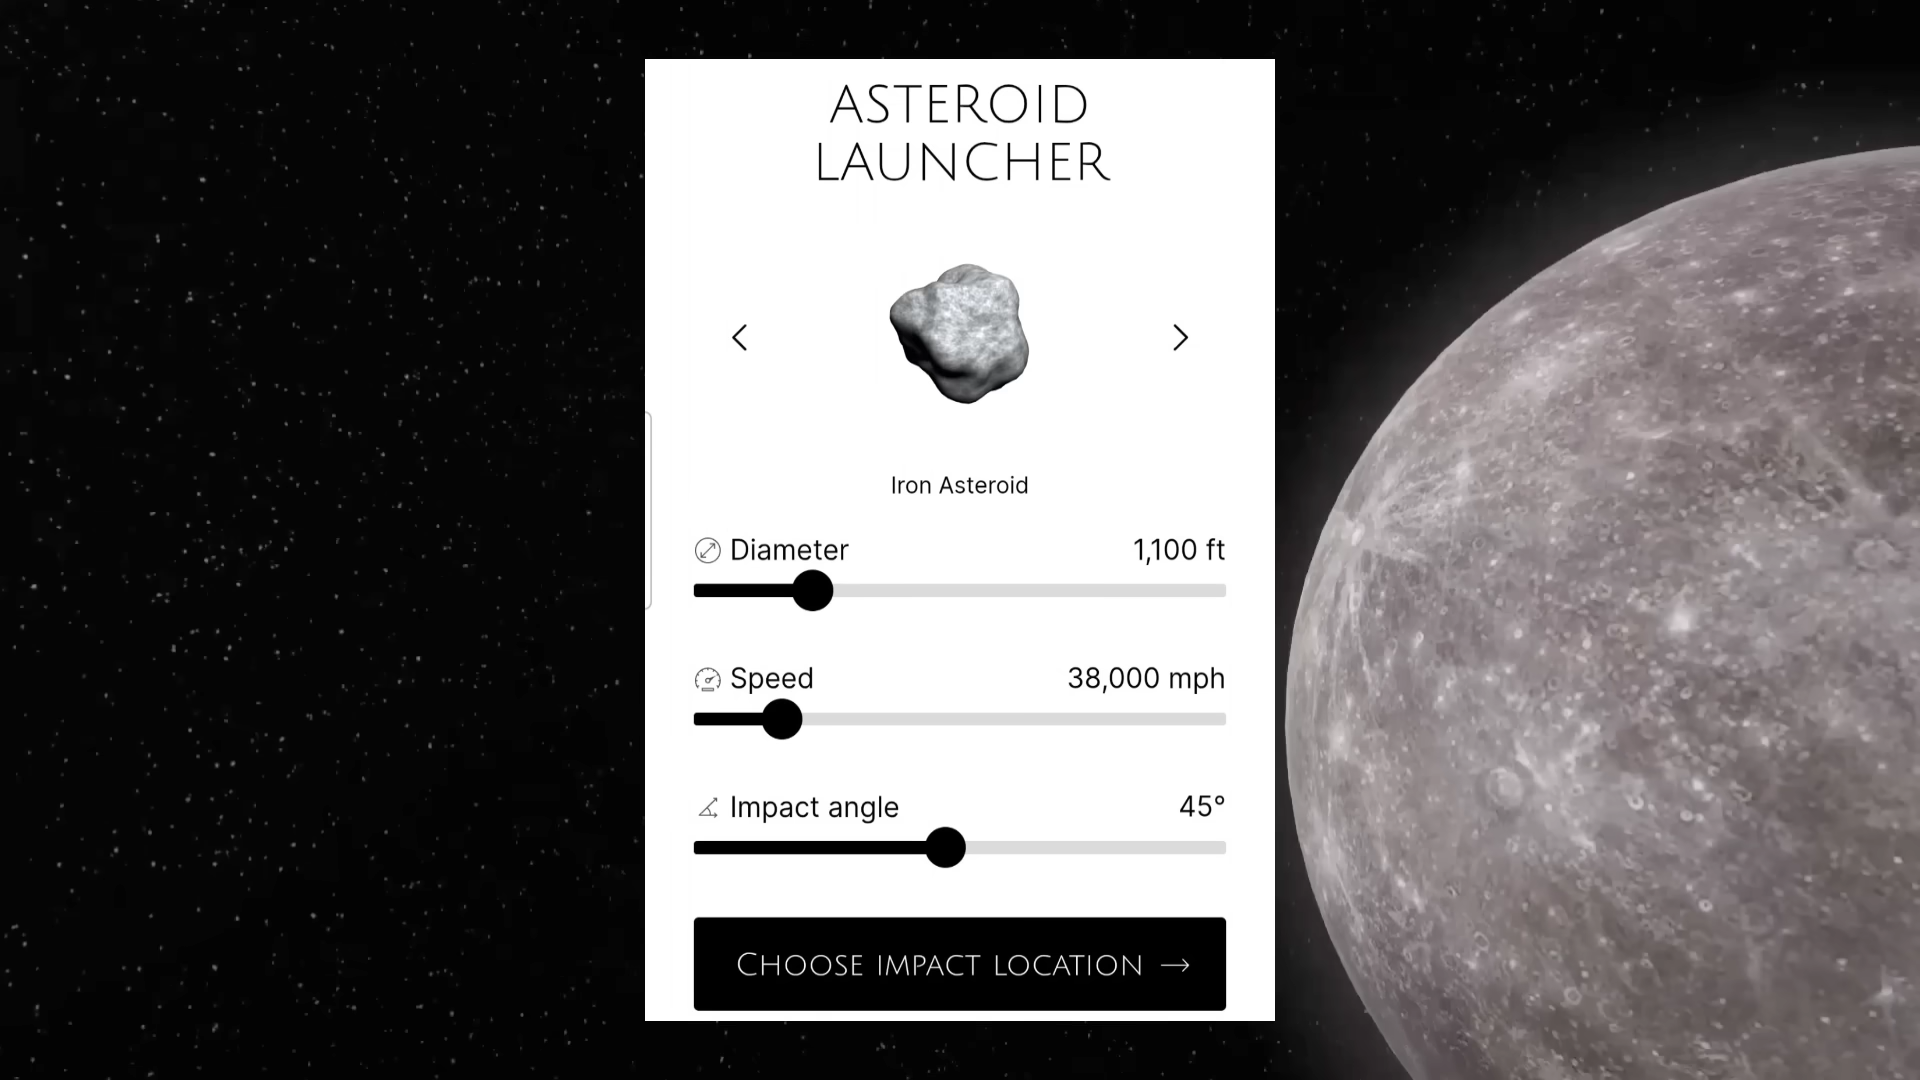 ASTEROID
LAUNCHER
Iron Asteroid
Diameter 1,100 ft
Speed 38,000 mph
Impact angle 45°
CHOOSE IMPACT LOCATION →